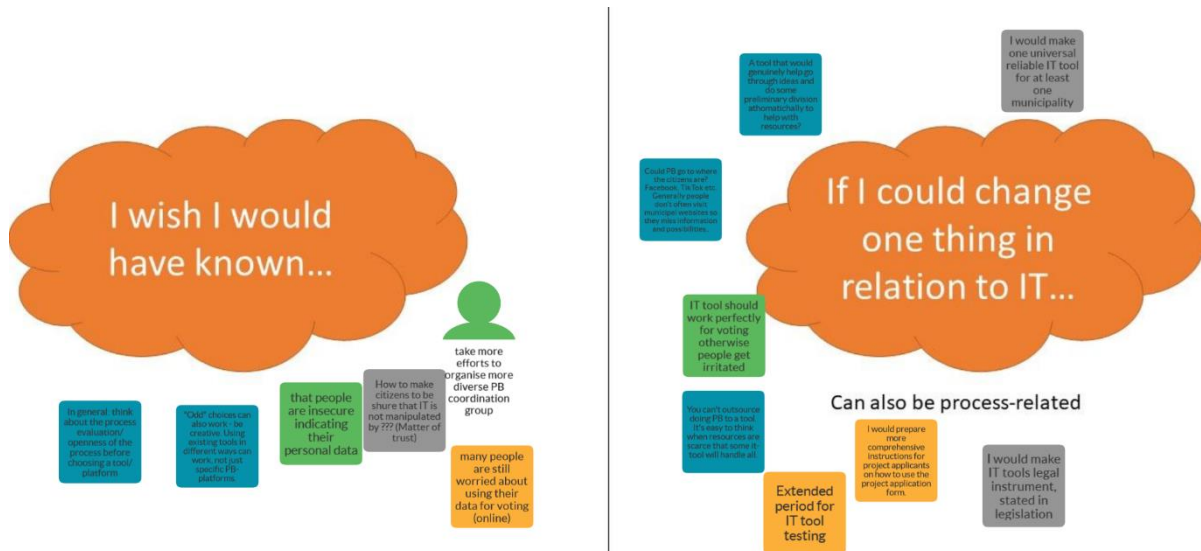 I wish I would
have known...
take more
efforts to
organise more
diverse PB
coordination
group
In general: think
about the process
evaluation/
openness of the
process before
choosing a tool/
platform
"Odd" choices can
also work - be
creative. Using
existing tools in
different ways can
work, not just
specific PB-
platforms.
that people
are insecure
indicating
their
personal data
How to make
citizens to be
shure that IT is
not manipulated
by ??? (Matter of
trust)
many people
are still
worried about
using their
data for voting
(online)
A tool that would
genuinely help go
through ideas and
do some
preliminary division
athomatichally to
help with
resources?
I would make
one universal
reliable IT tool
for at least
one
municipality
Could PB go to where
the citizens are?
Facebook, TikTok etc.
Generally people
don't often visit
municipal websites so
they miss information
and possibilities.
If I could change
one thing in
relation to IT...
IT tool should
work perfectly
for voting
otherwise
people get
irritated
Can also be process-related
You can't outsource
doing PB to a tool.
It's easy to think
when resources are
scarce that some it-
tool will handle all.
I would prepare
more
comprehensive
instructions for
project applicants
on how to use the
project application
form.
Extended
period for
IT tool
testing
I would make
IT tools legal
instrument,
stated in
legislation